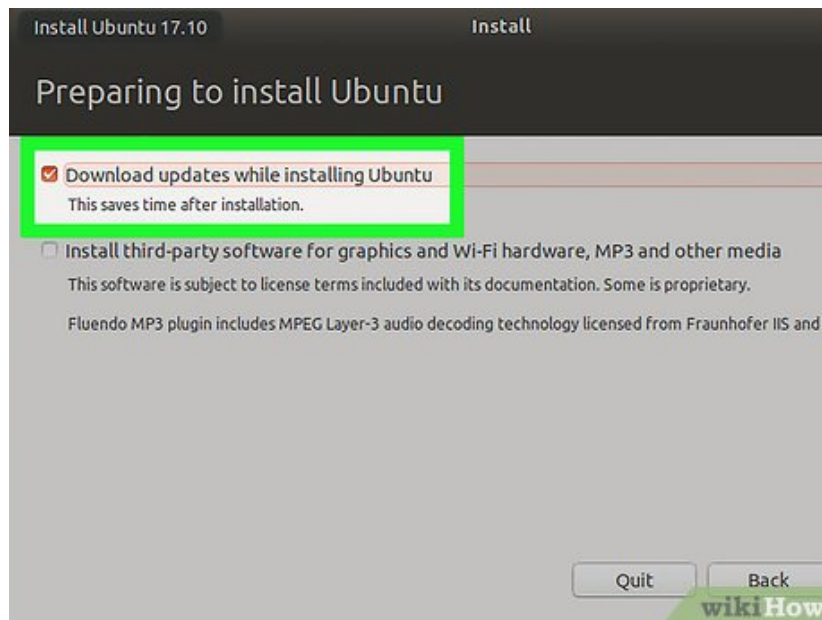 Install Ubuntu 17.10
Install
Preparing to install Ubuntu
Download updates while installing Ubuntu
This saves time after installation.
Install third-party software for graphics and Wi-Fi hardware, MP3 and other media
This software is subject to license terms included with its documentation. Some is proprietary.
Fluendo MP3 plugin includes MPEG Layer-3 audio decoding technology licensed from Fraunhofer IIS and
Quit
Back
wikiHow